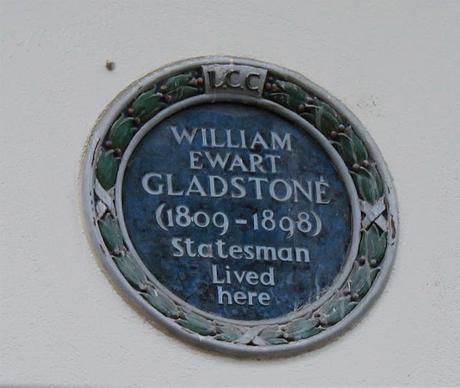 LCC
WILLIAM
EWART
GLADSTONE
(1809-1898)
Statesman
Lived
here